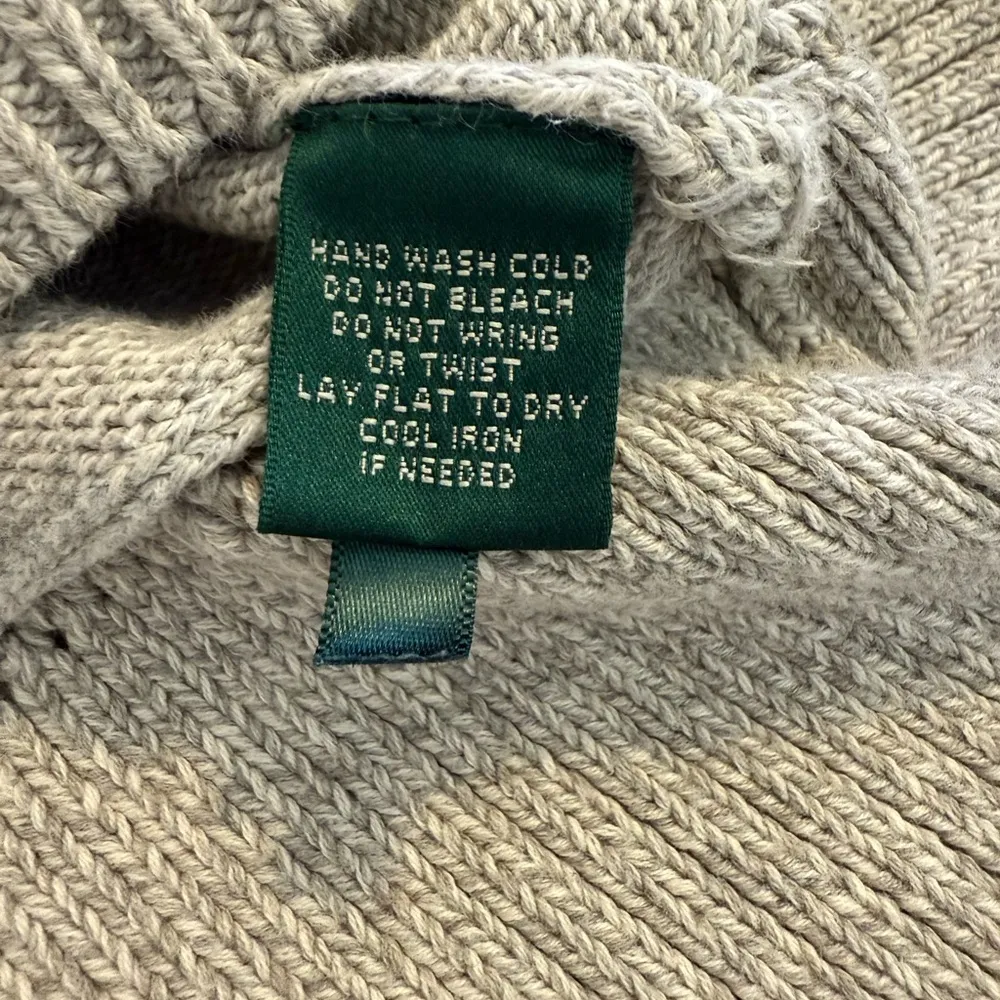 HAND WASH COLD
DO NOT BLEACH
DO NOT WRING
OR TWIST
LAY FLAT TO DRY
COOL IRON
IF NEEDED